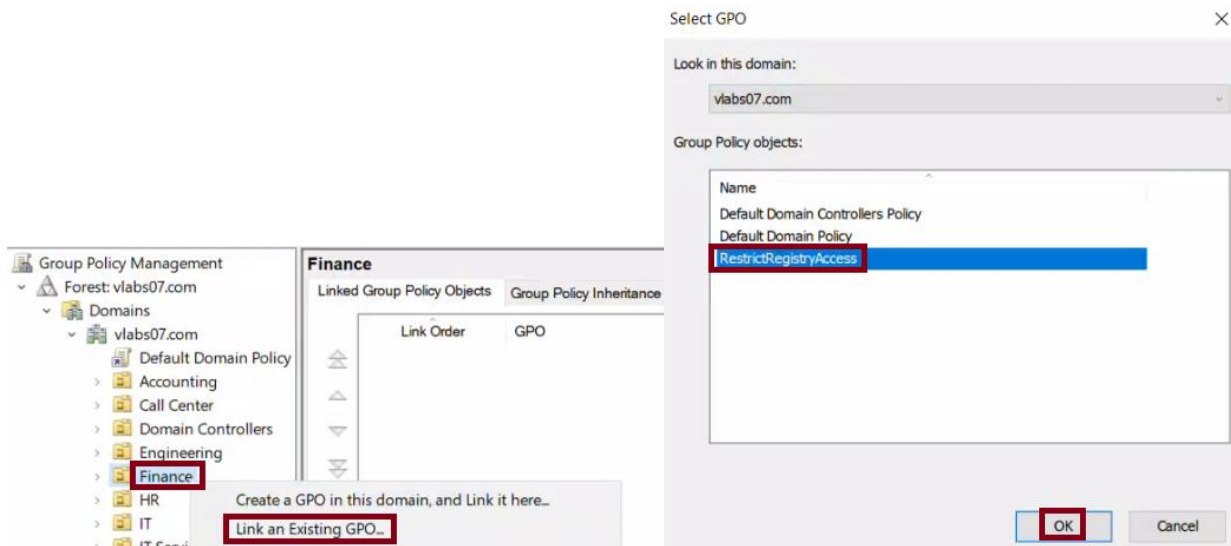 Group Policy Management
Forest: vlabs07.com
Domains
vlabs07.com
Default Domain Policy
Accounting
Call Center
Domain Controllers
Engineering
Finance
HR
IT
Finance
Linked Group Policy Objects
Group Policy Inheritance
Link Order GPO
Create a GPO in this domain, and Link it here...
Link an Existing GPO...
Select GPO
Look in this domain:
vlabs07.com
Group Policy objects:
Name
Default Domain Controllers Policy
Default Domain Policy
RestrictRegistryAccess
OK Cancel